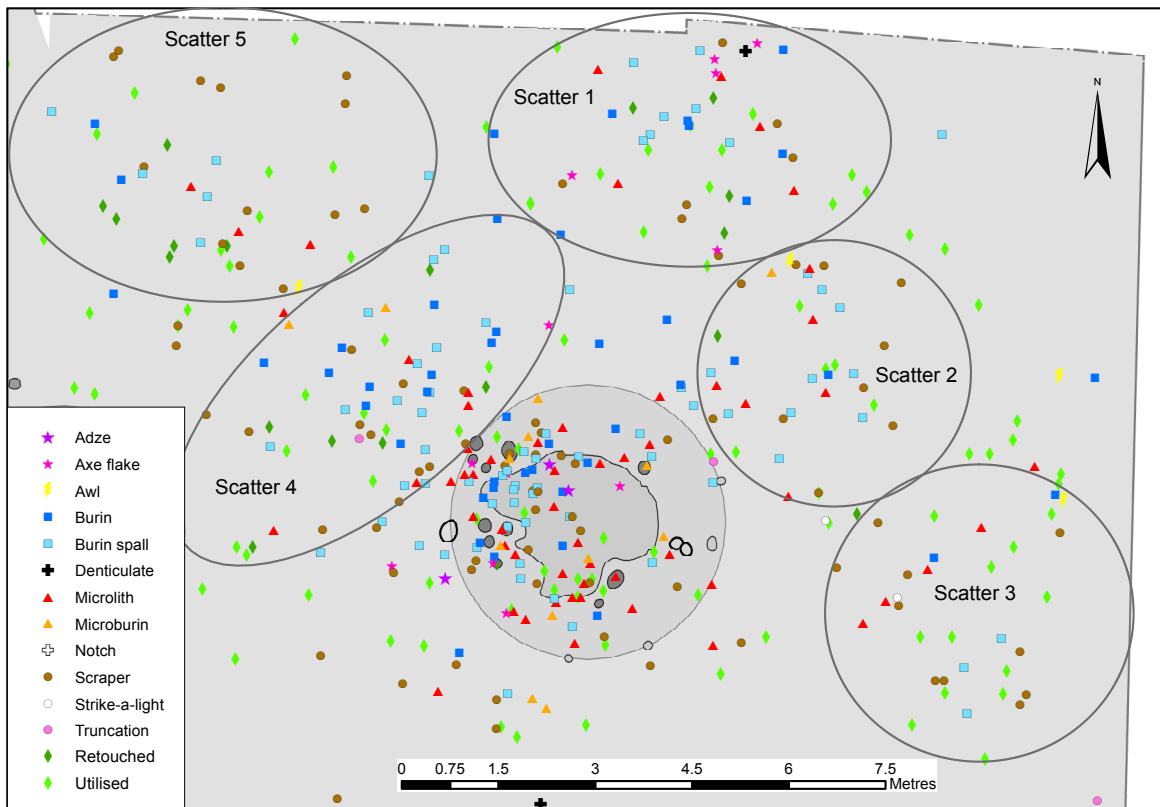 Scatter 5
Scatter 1
N
Scatter 2
Scatter 4
Scatter 3
Adze
Axe flake
Awl
Burin
Burin spall
Denticulate
Microlith
Microburin
Notch
Scraper
Strike-a-light
Truncation
Retouched
Utilised
0 0.75 1.5 3 4.5 6 7.5
Metres